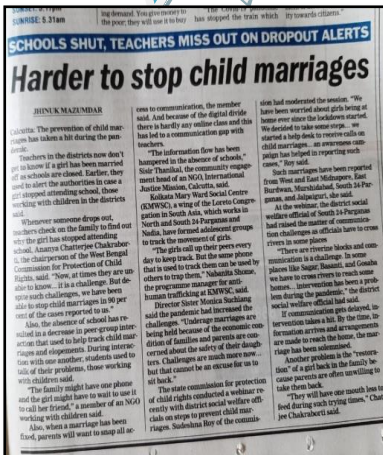 SUNRISE: 5.31am
ing demand. You give money to
the poor; they will use it to buy
has stopped the train which
ity towards citizens."
SCHOOLS SHUT, TEACHERS MISS OUT ON DROPOUT ALERTS
Harder to stop child marriages
JHINUK MAZUMDAR
Calcutta: The prevention of child mar-
riages has taken a hit during the pan-
demic.
Teachers in the districts now don't
get to know if a girl has been married
off as schools are closed. Earlier, they
used to alert the authorities in case a
girl stopped attending school, those
working with children in the districts
said.
Whenever someone drops out,
teachers check on the family to find out
why the girl has stopped attending
school, Ananya Chatterjee Chakrabor-
ti, the chairperson of the West Bengal
Commission for Protection of Child
Rights, said. "Now, at times they are un-
able to know...it is a challenge. But de-
spite such challenges, we have been
able to stop child marriages in 90 per
cent of the cases reported to us."
Also, the absence of school has re-
sulted in a decrease in peer-group inter-
action that used to help track child mar-
riages and elopements. During interac-
tion with one another, students used to
talk of their problems, those working
with children said.
"The family might have one phone
and the girl might have to wait to use it
to call her friend," a member of an NGO
working with children said.
Also, when a marriage has been
fixed, parents will want to snap all ac-
cess to communication, the member
said. And because of the digital divide
there is hardly any online class and this
has led to a communication gap with
teachers.
"The information flow has been
hampered in the absence of schools,"
Sisir Thanikal, the community engage-
ment head of an NGO, International
Justice Mission, Calcutta, said.
Kolkata Mary Ward Social Centre
(KMWSC), a wing of the Loreto Congre-
gation in South Asia, which works in
North and South 24-Parganas and
Nadia, have formed adolescent groups
to track the movement of girls.
"The girls call up their peers every
day to keep track. But the same phone
that is used to track them can be used by
others to trap them," Nabanita Shome,
the programme manager for anti-
human trafficking at KMWSC, said.
Director Sister Monica Suchiang
said the pandemic had increased the
challenges. "Underage marriages are
being held because of the economic con-
dition of families and parents are con-
cerned about the safety of their daugh-
ters. Challenges are much more now...
but that cannot be an excuse for us to
sit back."
The state commission for protection
of child rights conducted a webinar re-
cently with district social welfare offi-
cials on steps to prevent child mar-
riages. Sudeshna Roy of the commis-
sion had moderated the session. "We
have been worried about girls being at
home ever since the lockdown started.
We decided to take some steps... we
started a help desk to receive calls on
child marriages... an awareness cam-
paign has helped in reporting such
cases," Roy said.
Such marriages have been reported
from West and East Midnapore, East
Burdwan, Murshidabad, South 24-Par-
ganas, and Jalpaiguri, she said.
At the webinar, the district social
welfare official of South 24-Parganas
had raised the matter of communica-
tion challenges as officials have to cross
rivers in some places
"There are riverine blocks and com-
munication is a challenge. In some
places like Sagar, Basanti, and Gosaba
we have to cross rivers to reach some
homes... intervention has been a prob-
lem during the pandemic," the district
social welfare official had said.
If communication gets delayed, in-
tervention takes a hit. By the time, in-
formation arrives and arrangements
are made to reach the house, the mar-
riage has been solemnised.
Another problem is the "restora-
tion" of a girl back in the family be-
cause parents are often unwilling to
take them back.
"They will have one mouth less to
feed during such trying times," Chat
jee Chakraborti said.